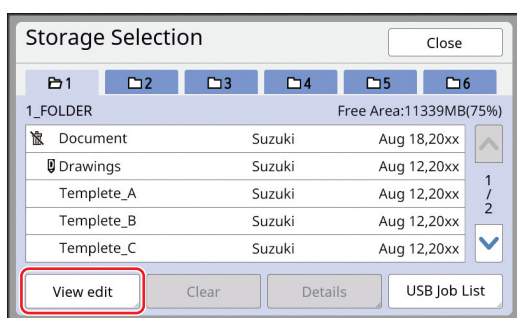 Storage Selection Close
1 2 3 4 5 6
1_FOLDER Free Area:11339MB(75%)
Document Suzuki Aug 18,20xx
Drawings Suzuki Aug 12,20xx
Templete_A Suzuki Aug 12,20xx
Templete_B Suzuki Aug 12,20xx
Templete_C Suzuki Aug 12,20xx
1
/
2
View edit Clear Details USB Job List